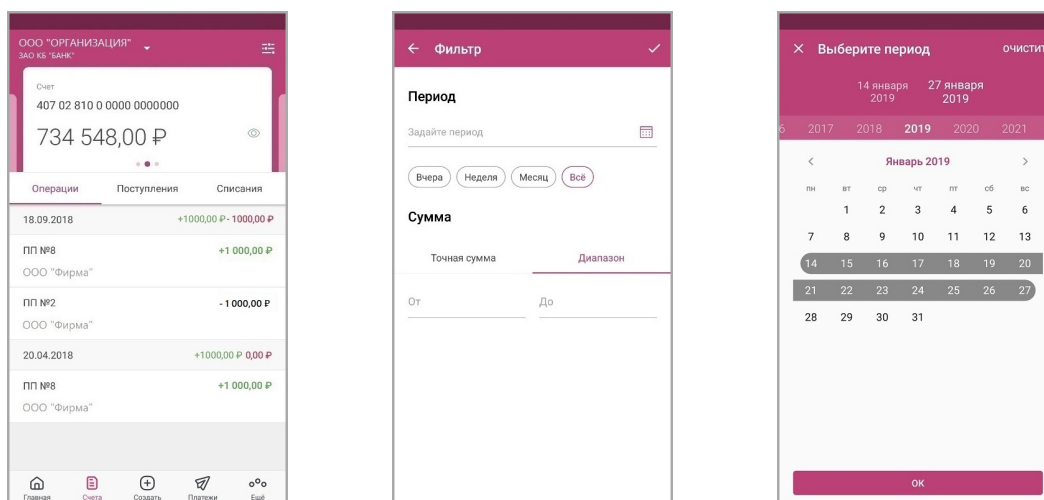 ООО "ОРГАНИЗАЦИЯ"
ЗАО КБ "БАНК"
Счет
407 02 810 0 0000 0000000
734 548,00 ₽
Операции Поступления Списания
18.09.2018 +1000,00 ₽ - 1000,00 ₽
ПП №8 +1 000,00 ₽
ООО "Фирма"
ПП №2 - 1 000,00 ₽
ООО "Фирма"
20.04.2018 +1000,00 ₽ 0,00 ₽
ПП №8 +1 000,00 ₽
ООО "Фирма"
Главная Счета Создать Платежи Ещё
Фильтр
Период
Задайте период
Вчера Неделя Месяц Всё
Сумма
Точная сумма Диапазон
От До
Выберите период ОЧИСТИТ
14 января 27 января
2019 2019
6 2017 2018 2019 2020 2021
Январь 2019
пн вт ср чт пт сб вс
1 2 3 4 5 6
7 8 9 10 11 12 13
14 15 16 17 18 19 20
21 22 23 24 25 26 27
28 29 30 31
ОК